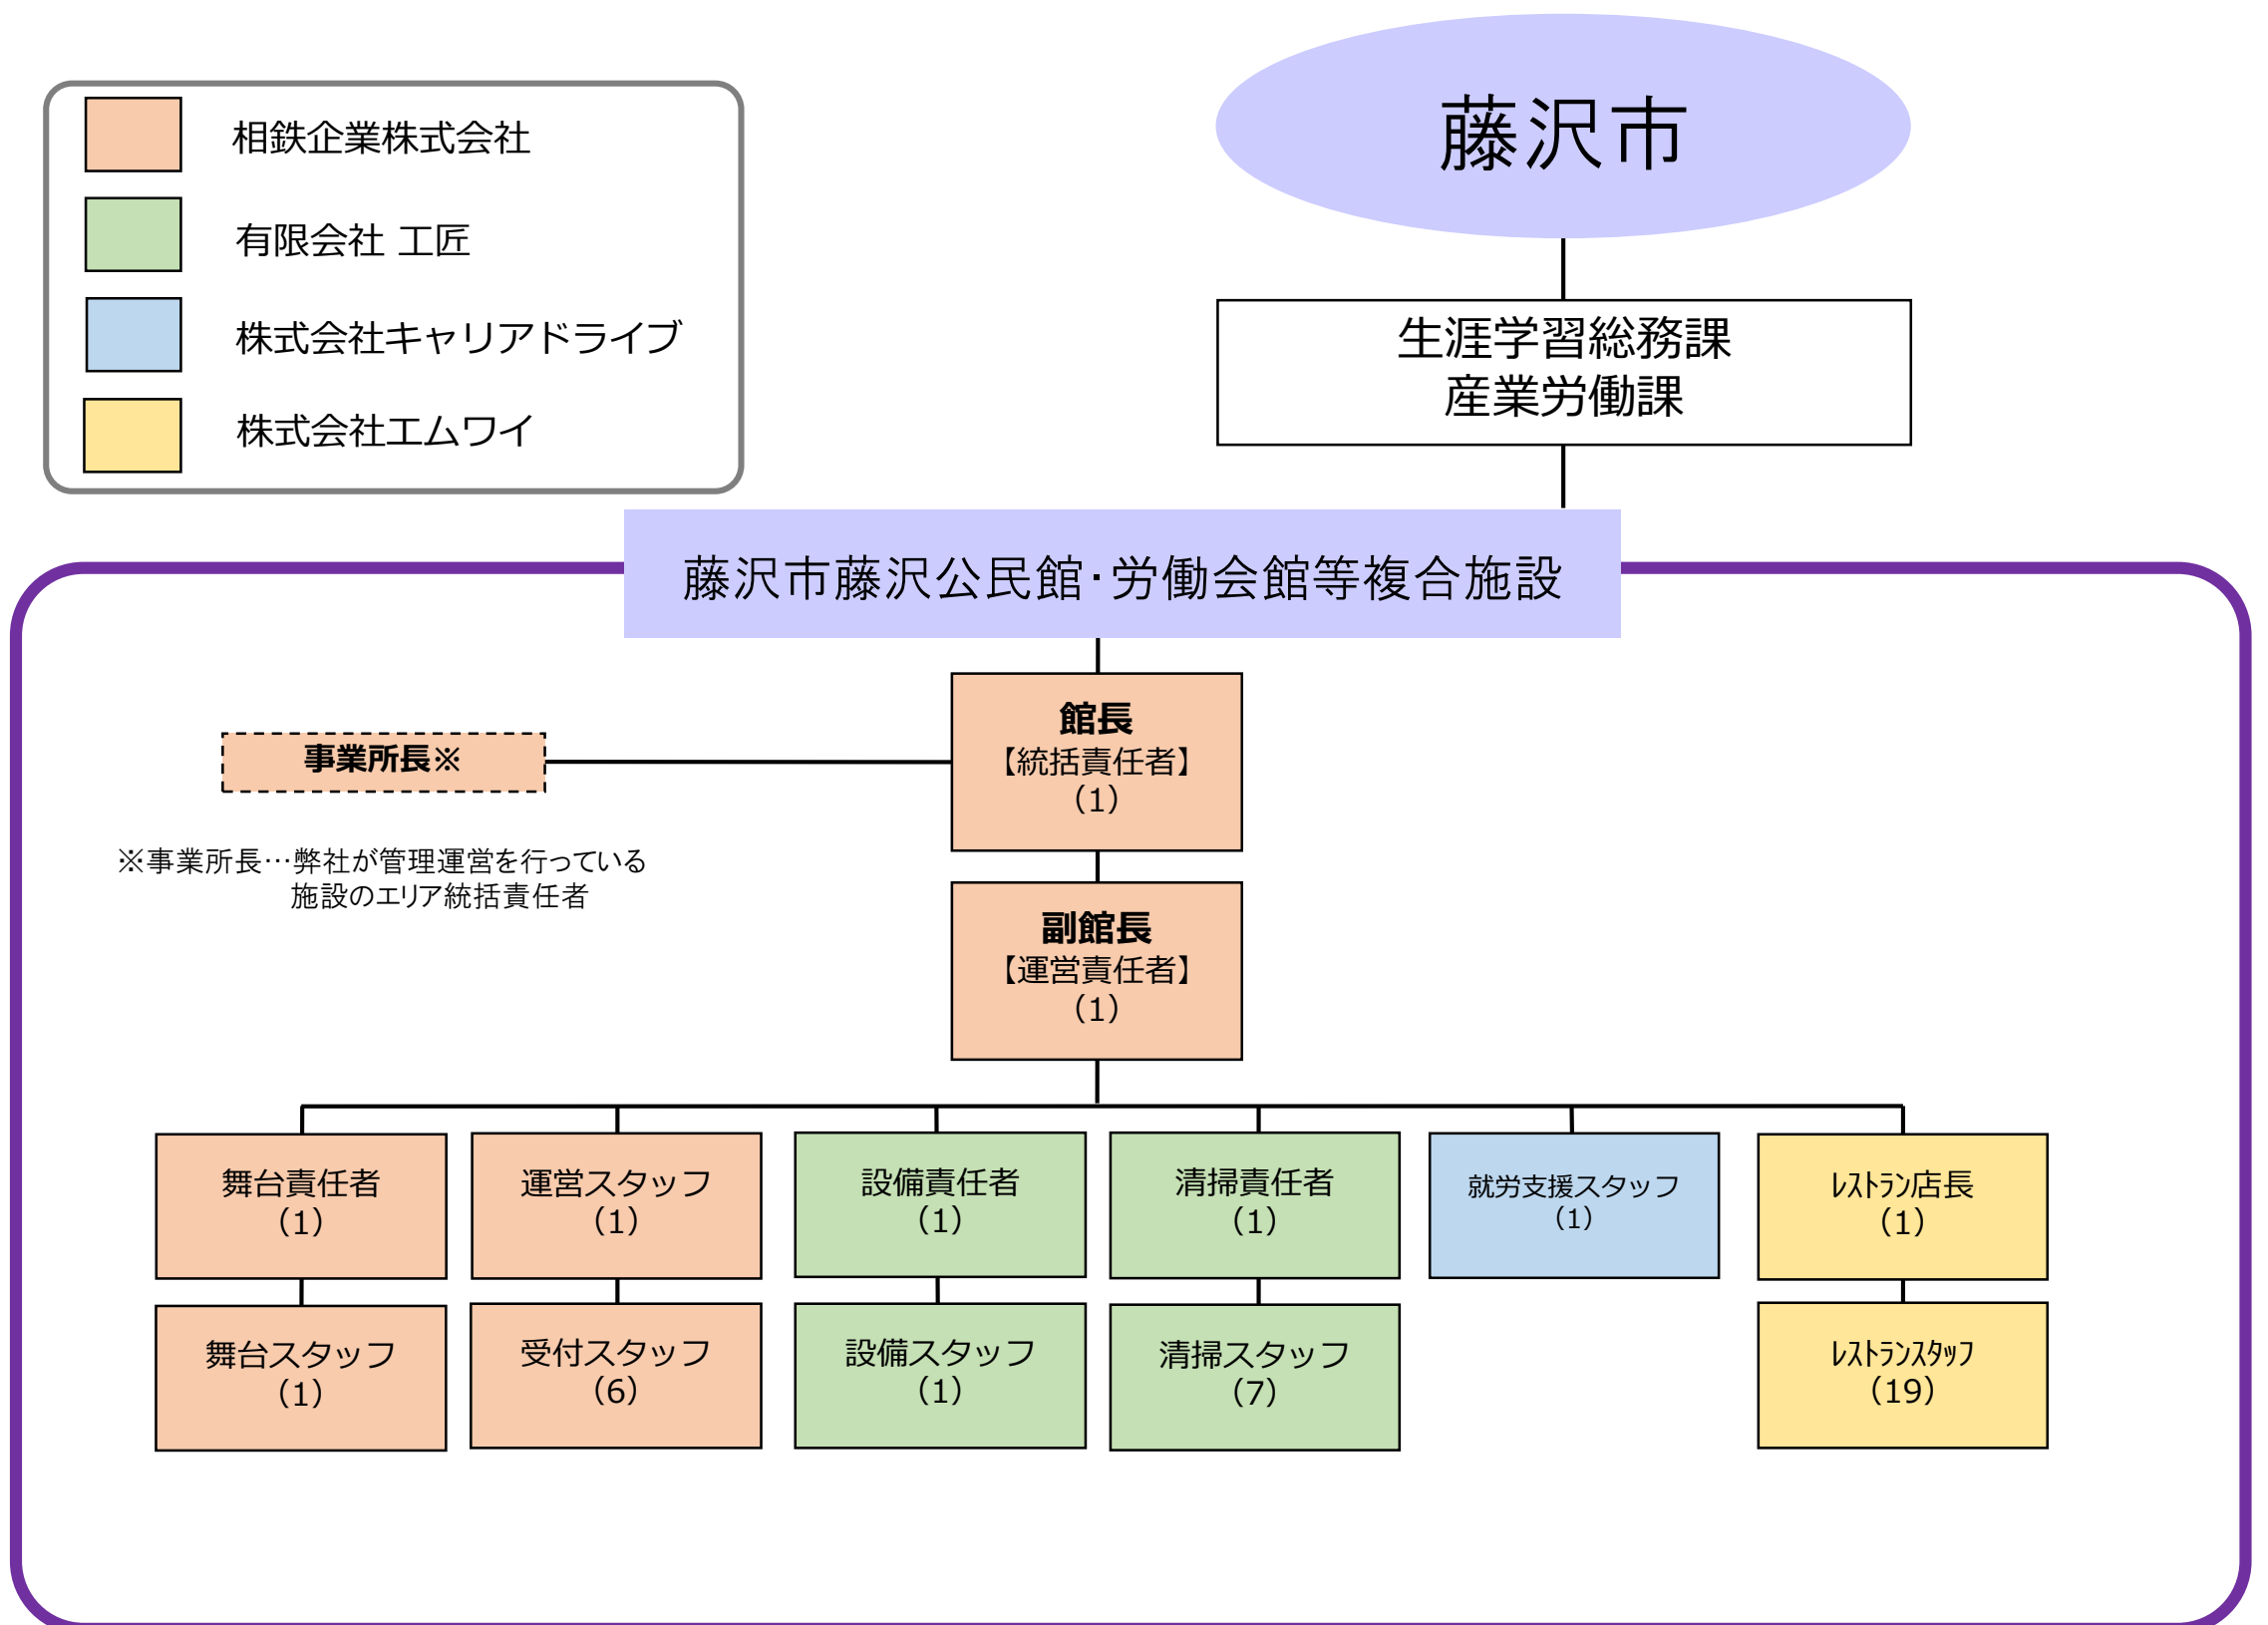 相鉄企業株式会社
有限会社 工匠
株式会社キャリアドライブ
株式会社エムワイ
藤沢市
生涯学習総務課
産業労働課
藤沢市藤沢公民館･労働会館等複合施設
館長
【統括責任者】
（1）
事業所長※
※事業所長…弊社が管理運営を行っている
施設のエリア統括責任者
副館長
【運営責任者】
（1）
舞台責任者
（1）
運営スタッフ
（1）
設備責任者
（1）
清掃責任者
（1）
就労支援スタッフ
（1）
ﾚｽﾄﾗﾝ店長
（1）
舞台スタッフ
（1）
受付スタッフ
（6）
設備スタッフ
（1）
清掃スタッフ
（7）
ﾚｽﾄﾗﾝｽﾀｯﾌ
（19）